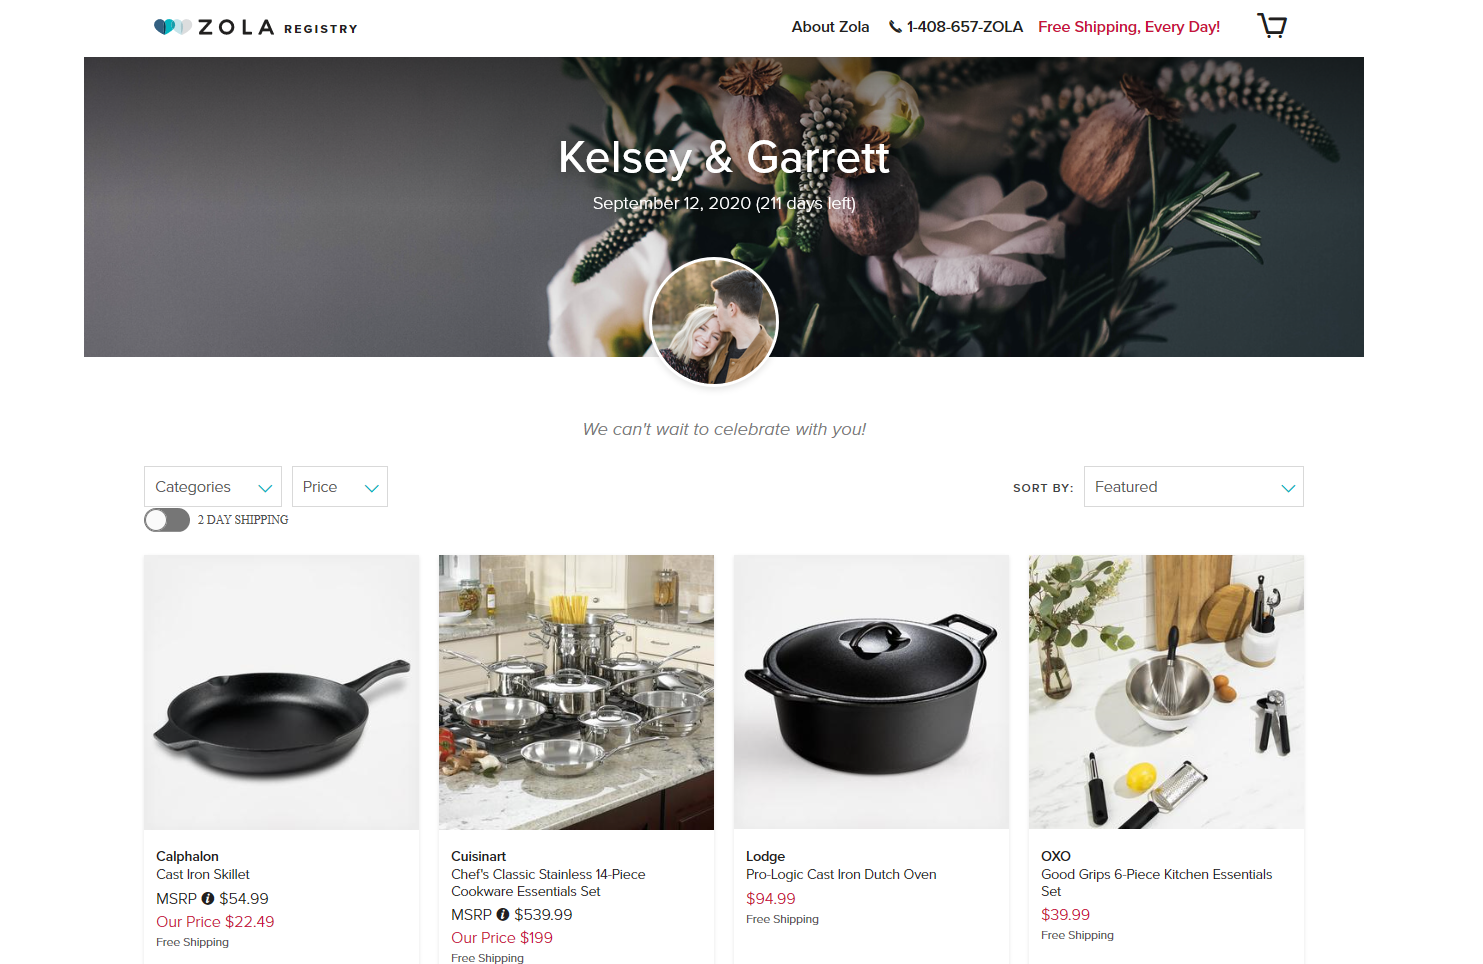 ZOLA REGISTRY
About Zola 1-408-657-ZOLA Free Shipping, Every Day!
Kelsey & Garrett
September 12, 2020 (211 days left)
We can't wait to celebrate with you!
Categories Price SORT BY: Featured
2 DAY SHIPPING
Calphalon
Cast Iron Skillet
MSRP i $54.99
Our Price $22.49
Free Shipping
Cuisinart
Chef's Classic Stainless 14-Piece
Cookware Essentials Set
MSRP i $539.99
Our Price $199
Free Shipping
Lodge
Pro-Logic Cast Iron Dutch Oven
$94.99
Free Shipping
OXO
Good Grips 6-Piece Kitchen Essentials
Set
$39.99
Free Shipping